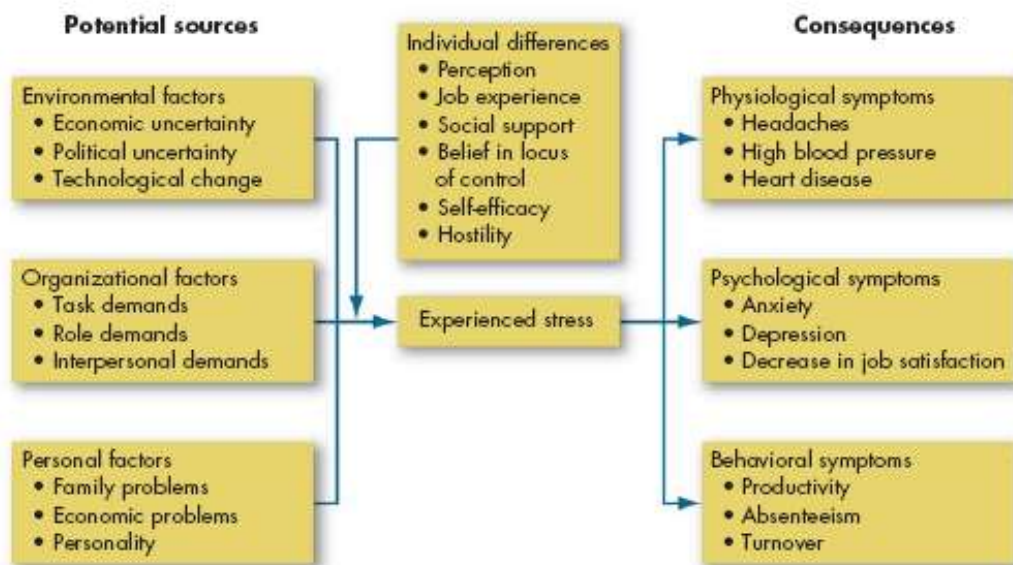 Potential sources
Environmental factors
• Economic uncertainty
• Political uncertainty
• Technological change
Organizational factors
• Task demands
• Role demands
• Interpersonal demands
Personal factors
• Family problems
• Economic problems
• Personality
Individual differences
• Perception
• Job experience
• Social support
• Belief in locus
of control
• Self-efficacy
• Hostility
Experienced stress
Consequences
Physiological symptoms
• Headaches
• High blood pressure
• Heart disease
Psychological symptoms
• Anxiety
• Depression
• Decrease in job satisfaction
Behavioral symptoms
• Productivity
• Absenteeism
• Turnover